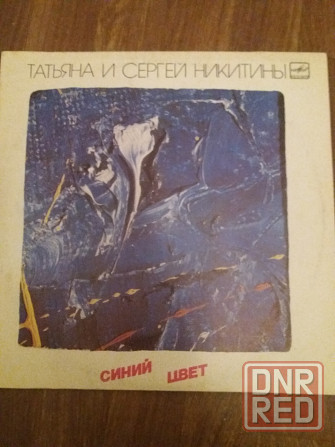 ТАТЬЯНА И СЕРГЕЙ НИКИТИНЫ
СИНИЙ ЦВЕТ
DNR
RED